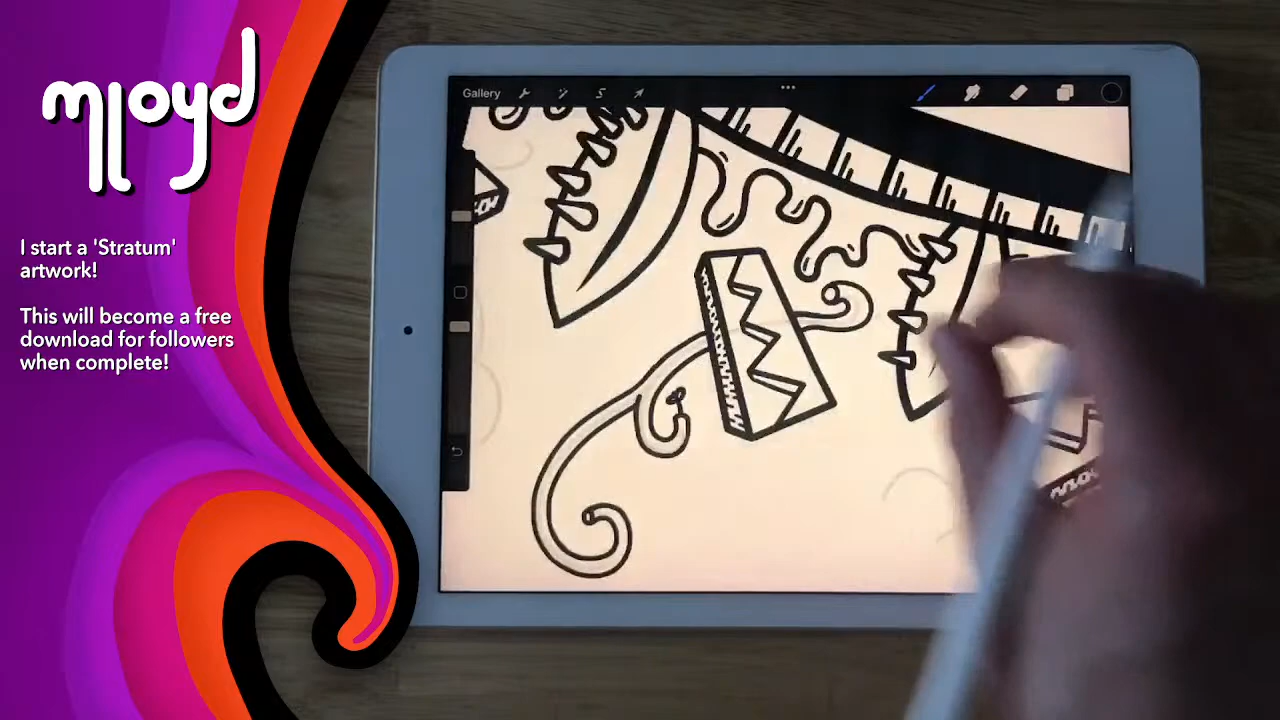 mloyd
I start a 'Stratum'
artwork!
This will become a free
download for followers
when complete!
Gallery